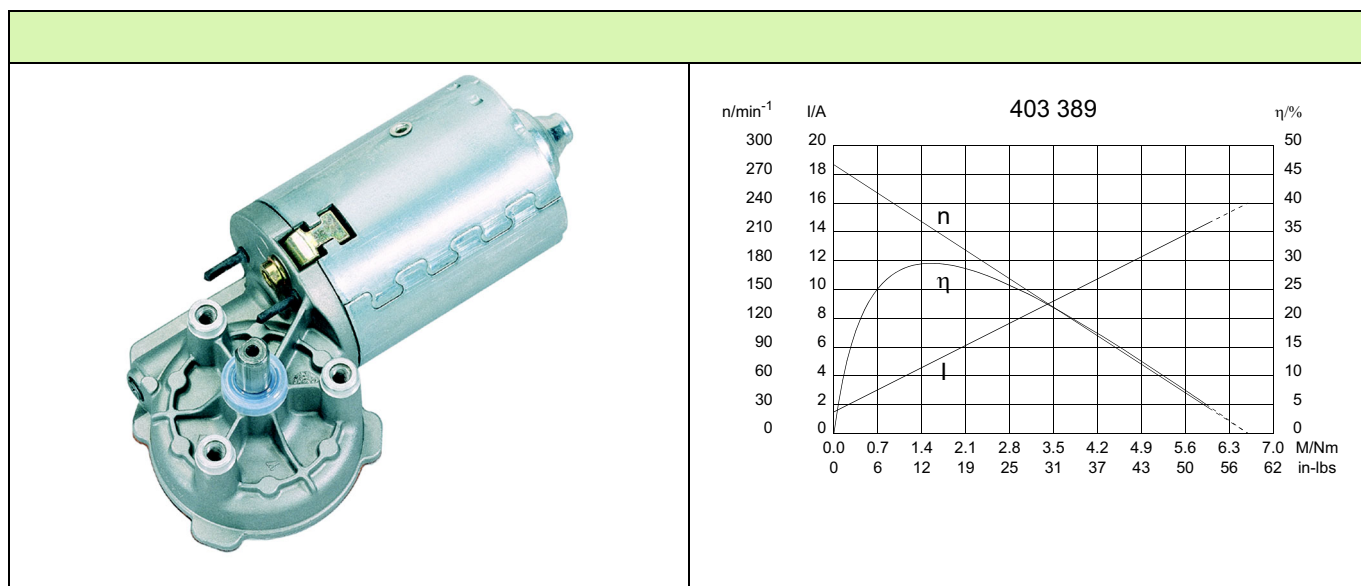 n/min-1 I/A 403 389 η/%
300 20 50
270 18 45
240 16 40
210 14 35
180 12 30
150 10 25
120 8 20
90 6 15
60 4 10
30 2 5
0 0 0
n
η
I
0.0 0.7 1.4 2.1 2.8 3.5 4.2 4.9 5.6 6.3 7.0 M/Nm
0 6 12 19 25 31 37 43 50 56 62 in-lbs